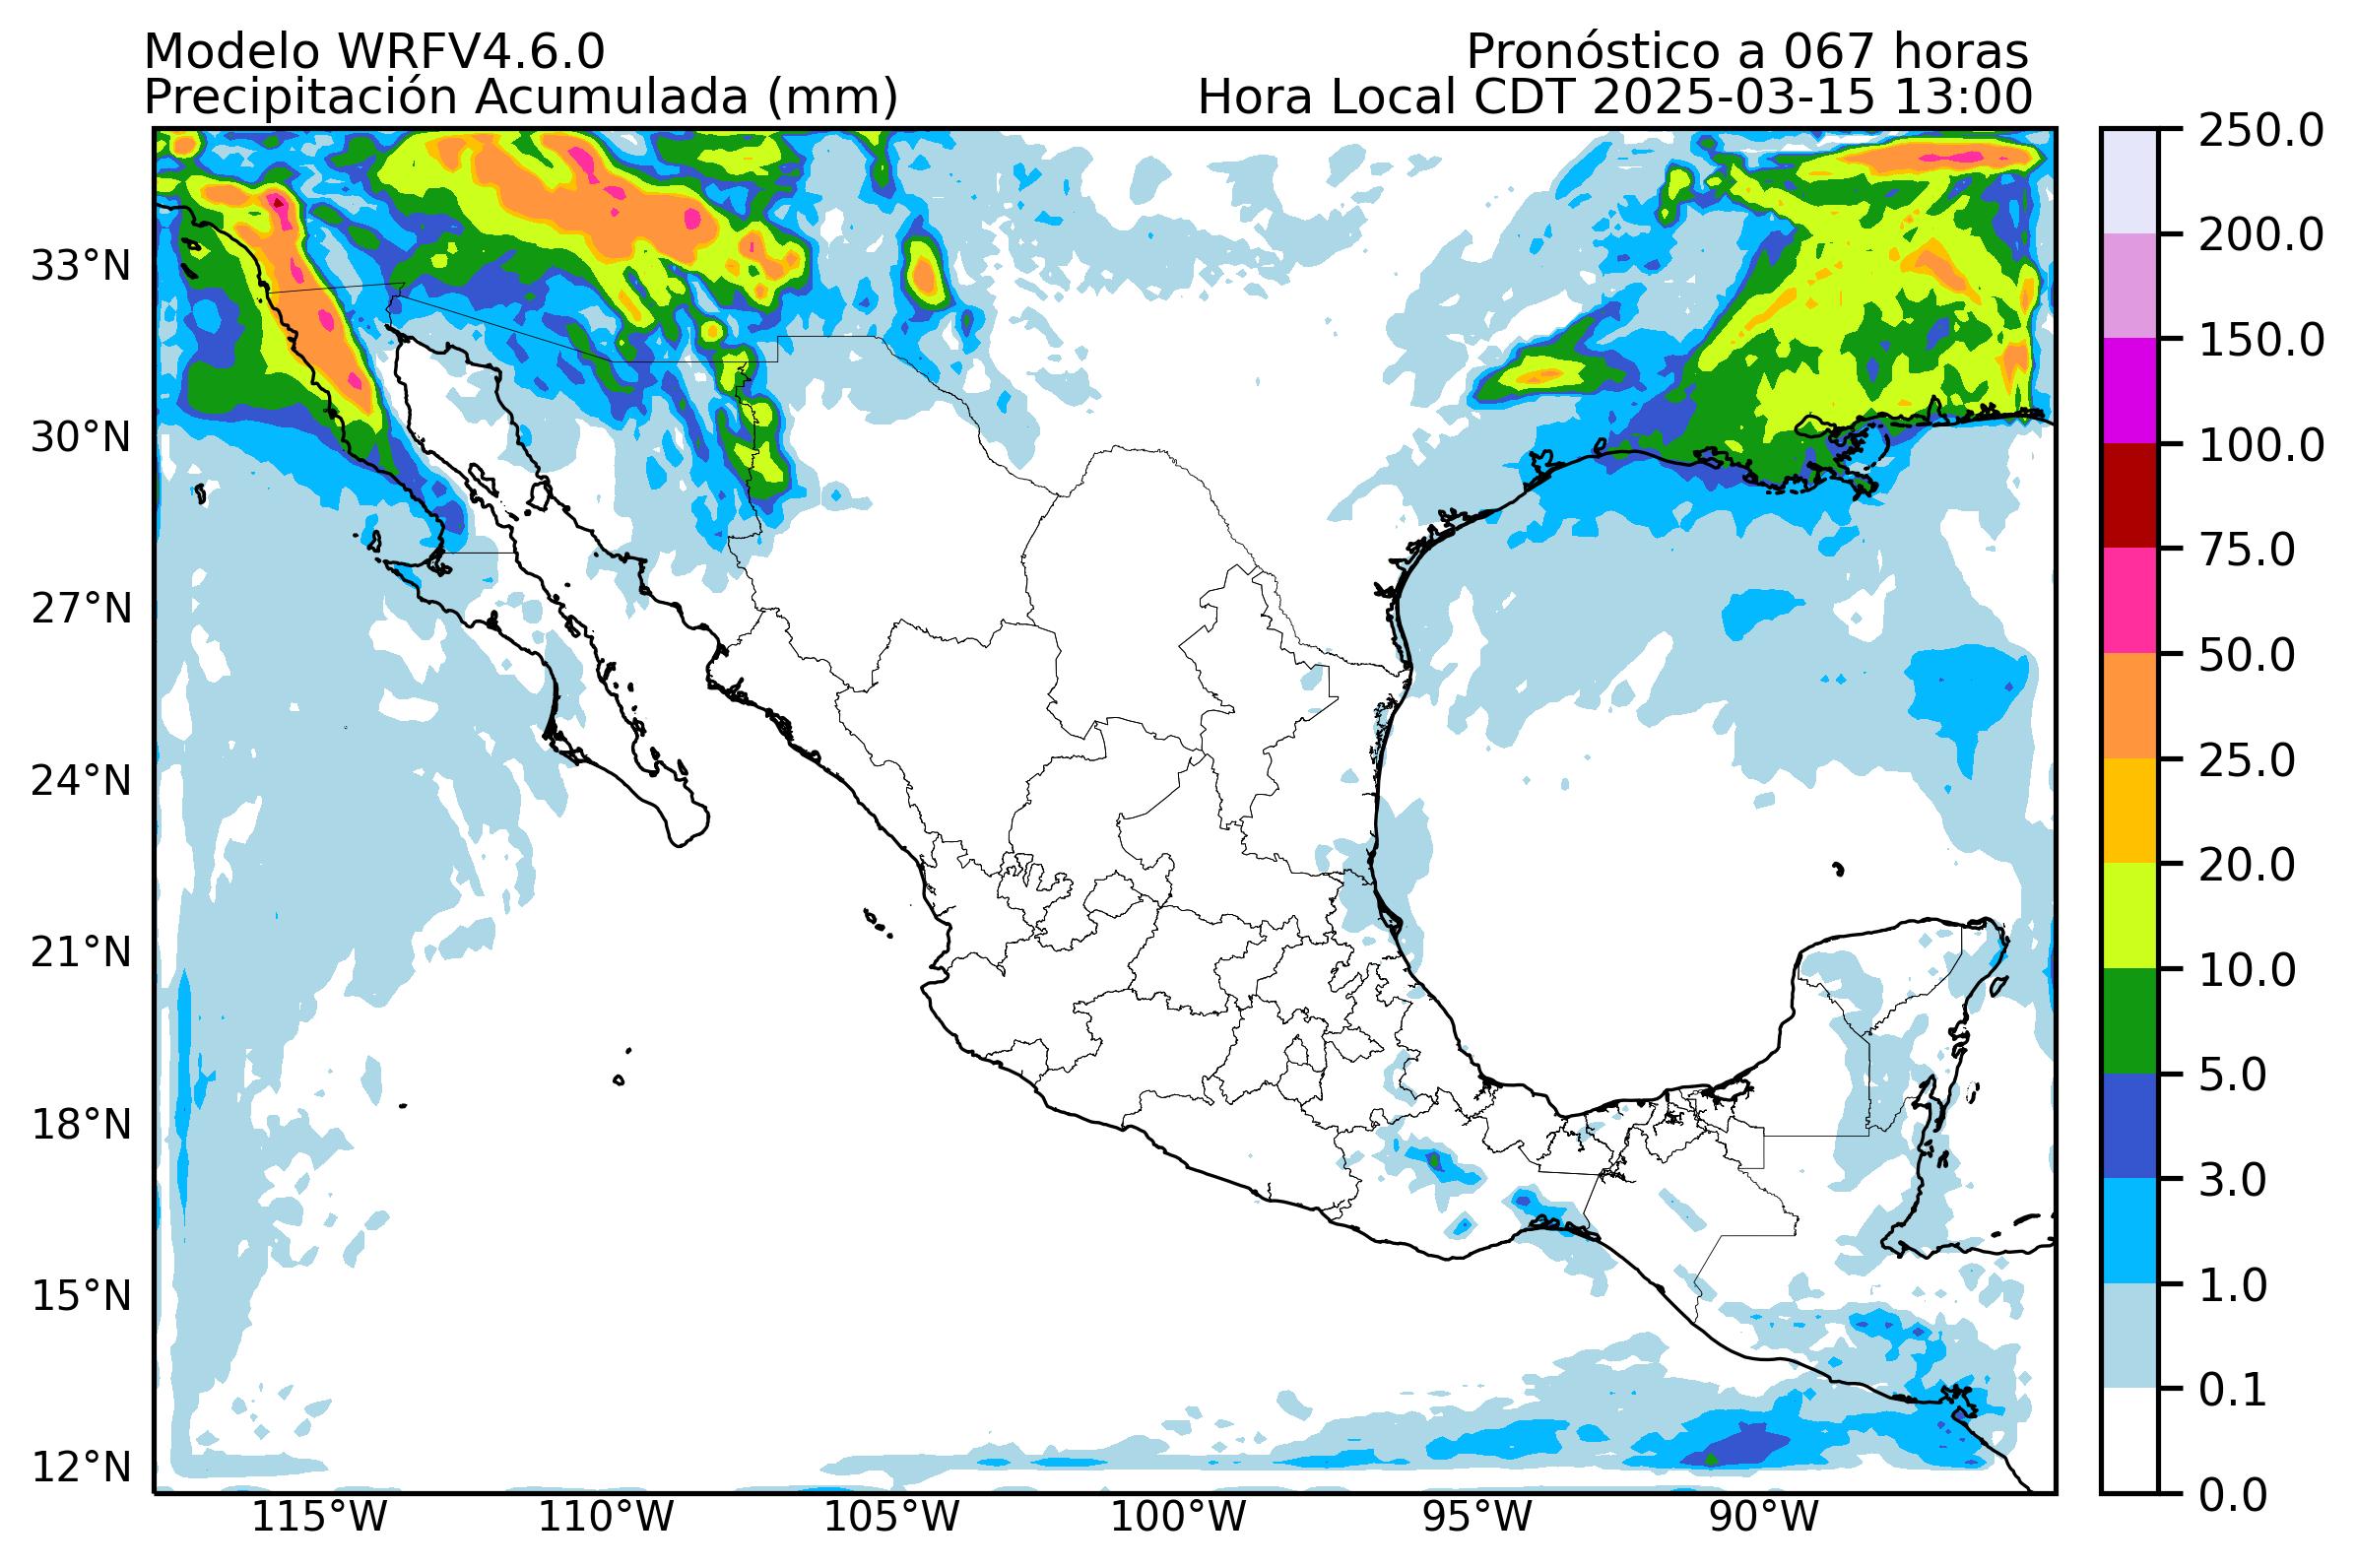 Modelo WRFV4.6.0
Pronóstico a 067 horas
Precipitación Acumulada (mm)
Hora Local CDT 2025-03-15 13:00
33°N
30°N
27°N
24°N
21°N
18°N
15°N
12°N
115°W
110°W
105°W
100°W
95°W
90°W
250.0
200.0
150.0
100.0
75.0
50.0
25.0
20.0
10.0
5.0
3.0
1.0
0.1
0.0